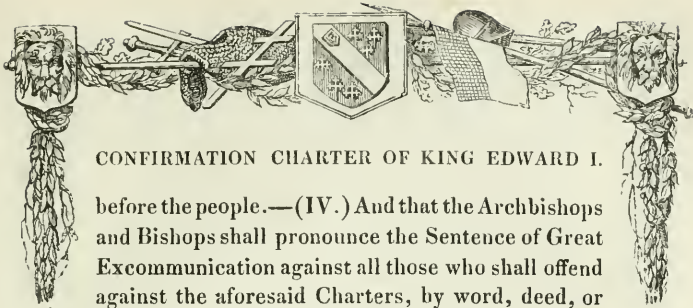 CONFIRMATION CHARTER OF KING EDWARD I.
before the people.—(IV.) And that the Archbishops
and Bishops shall pronounce the Sentence of Great
Excommunication against all those who shall offend
against the aforesaid Charters, by word, deed, or